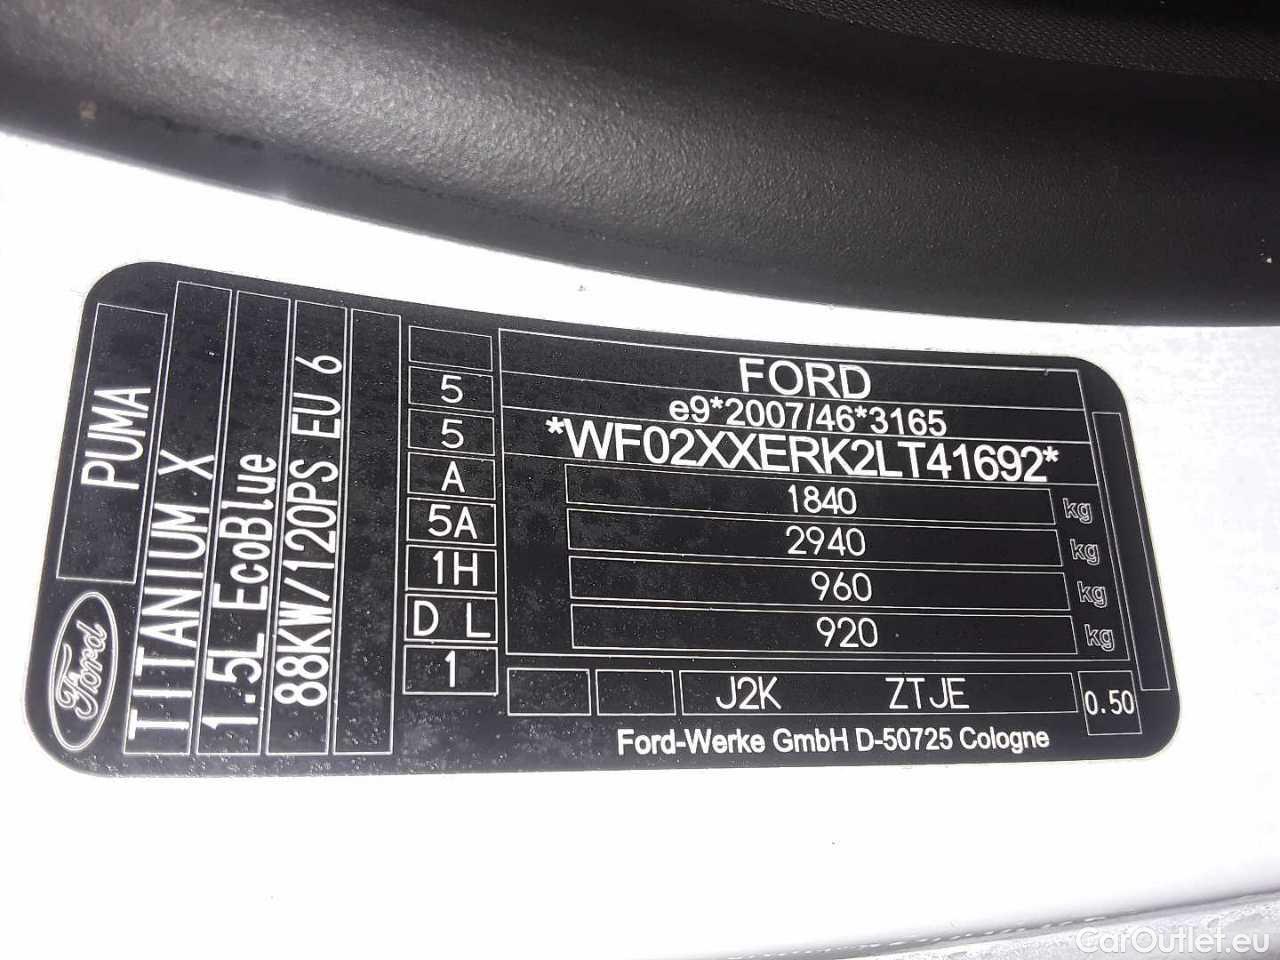 FORD
e9*2007/46*3165
*WF02XXERK2LT41692*
1840 kg
2940 kg
960 kg
920 kg
J2K ZTJE
0.50
Ford-Werke GmbH D-50725 Cologne
5
5
A
5A
1H
D L
1
Ford
PUMA
TITANIUM X
1.5L EcoBlue
88KW/120PS EU 6
CarOutlet.eu